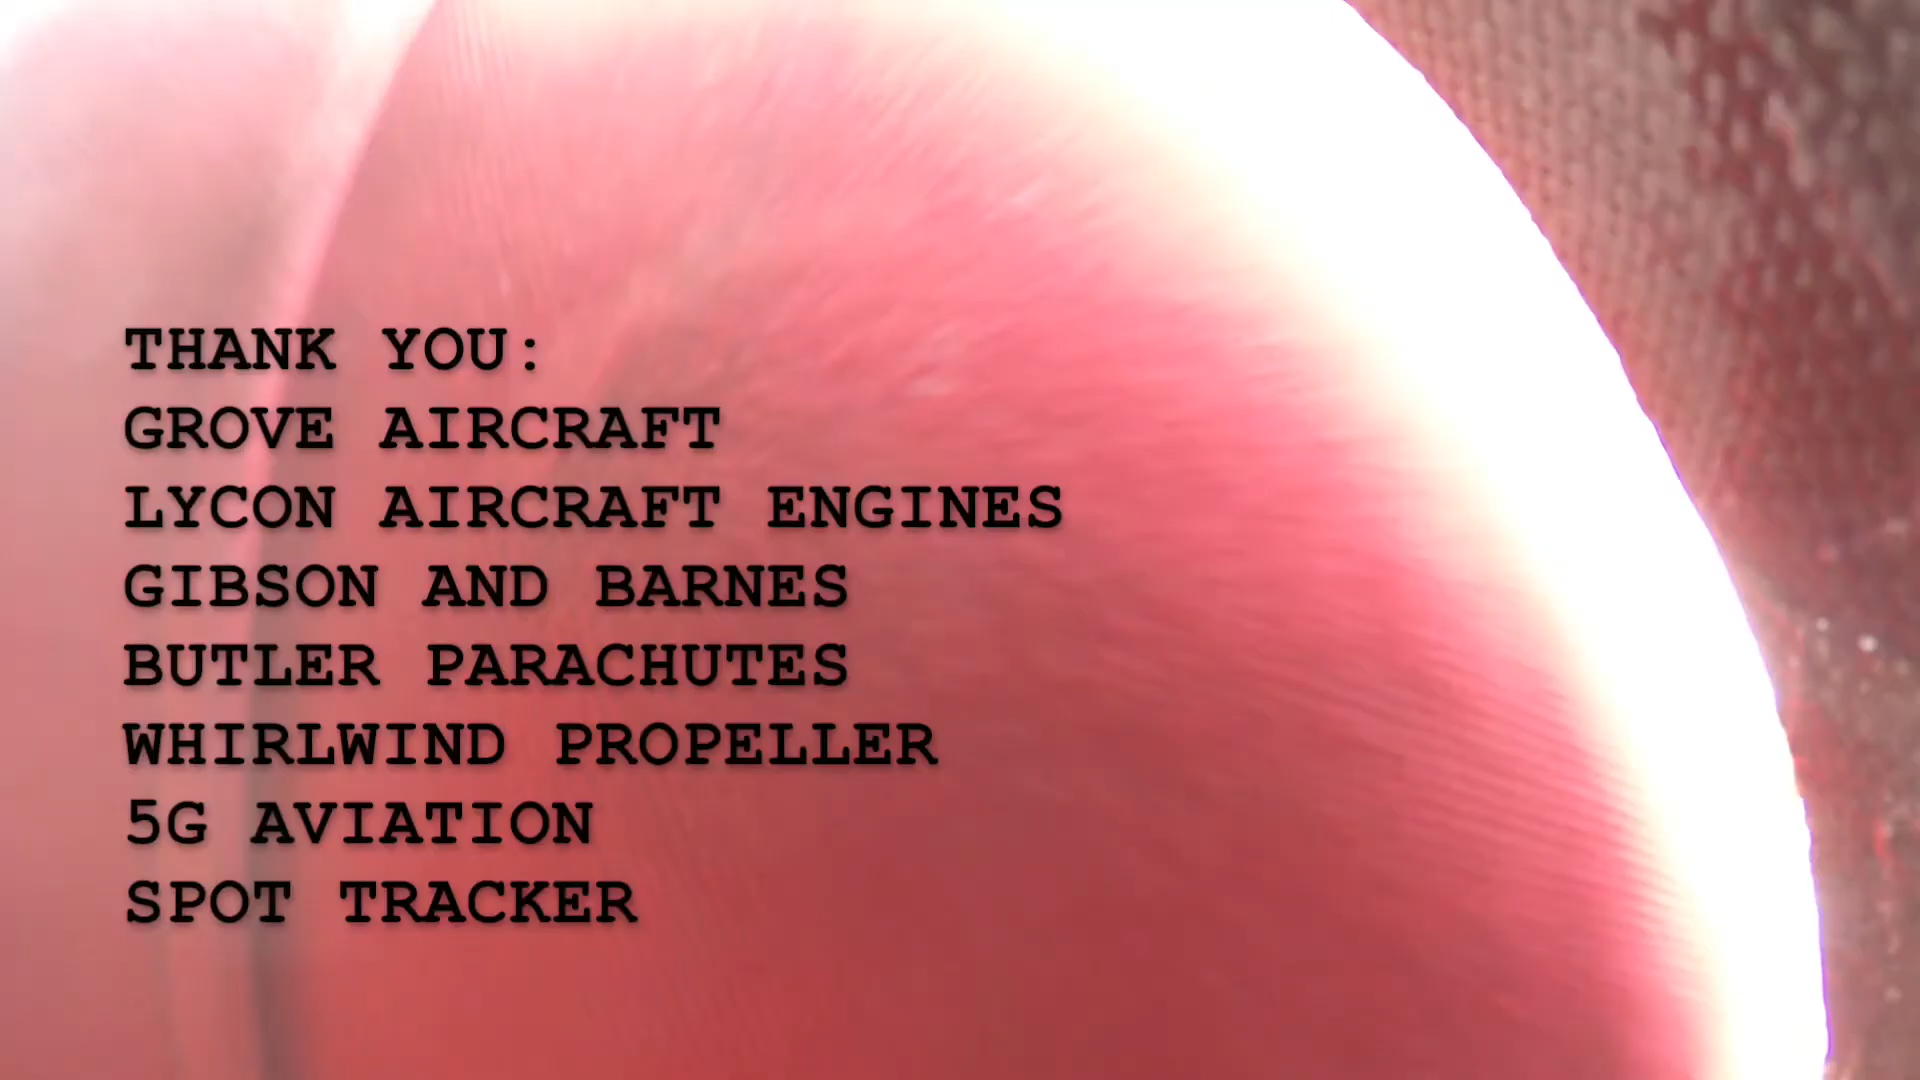 THANK YOU:
GROVE AIRCRAFT
LYCON AIRCRAFT ENGINES
GIBSON AND BARNES
BUTLER PARACHUTES
WHIRLWIND PROPELLER
5G AVIATION
SPOT TRACKER